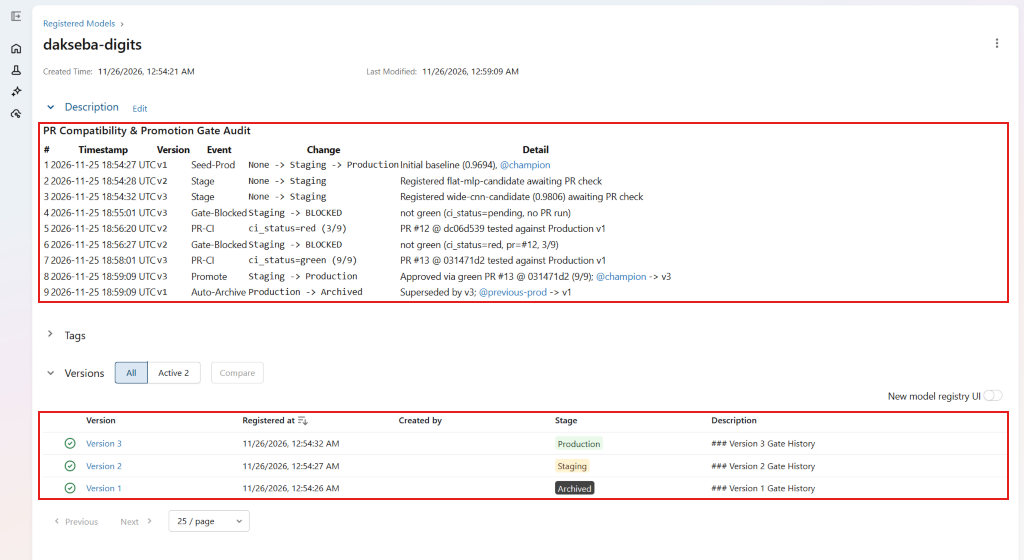 Registered Models ›
dakseba-digits
Created Time: 11/26/2026, 12:54:21 AM Last Modified: 11/26/2026, 12:59:09 AM
Description Edit
PR Compatibility & Promotion Gate Audit
# Timestamp Version Event Change Detail
1 2026-11-25 18:54:27 UTC v1 Seed-Prod None -> Staging -> Production Initial baseline (0.9694), @champion
2 2026-11-25 18:54:28 UTC v2 Stage None -> Staging Registered flat-mlp-candidate awaiting PR check
3 2026-11-25 18:54:32 UTC v3 Stage None -> Staging Registered wide-cnn-candidate (0.9806) awaiting PR check
4 2026-11-25 18:55:01 UTC v3 Gate-Blocked Staging -> BLOCKED not green (ci_status=pending, no PR run)
5 2026-11-25 18:56:20 UTC v2 PR-CI ci_status=red (3/9) PR #12 @ dc06d539 tested against Production v1
6 2026-11-25 18:56:27 UTC v2 Gate-Blocked Staging -> BLOCKED not green (ci_status=red, pr=#12, 3/9)
7 2026-11-25 18:58:01 UTC v3 PR-CI ci_status=green (9/9) PR #13 @ 031471d2 tested against Production v1
8 2026-11-25 18:59:09 UTC v3 Promote Staging -> Production Approved via green PR #13 @ 031471d2 (9/9); @champion -> v3
9 2026-11-25 18:59:09 UTC v1 Auto-Archive Production -> Archived Superseded by v3; @previous-prod -> v1
Tags
Versions All Active 2 Compare
New model registry UI
Version Registered at Created by Stage Description
Version 3 11/26/2026, 12:54:32 AM Production ### Version 3 Gate History
Version 2 11/26/2026, 12:54:27 AM Staging ### Version 2 Gate History
Version 1 11/26/2026, 12:54:26 AM Archived ### Version 1 Gate History
Previous Next 25 / page